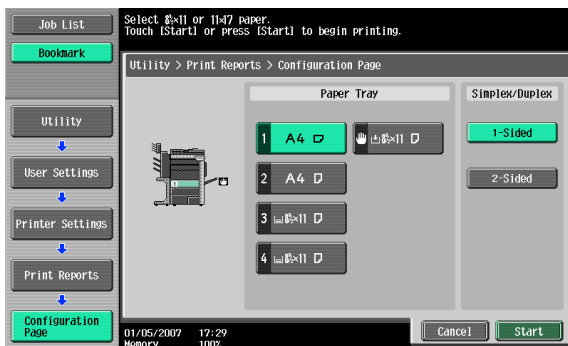 Job List
Select 8½×11 or 11×17 paper.
Touch [Start] or press [Start] to begin printing.
Bookmark
Utility > Print Reports > Configuration Page
Paper Tray
Simplex/Duplex
Utility
1 A4
8½×11
1-Sided
User Settings
2 A4
2-Sided
Printer Settings
3 8½×11
4 8½×11
Print Reports
Configuration
Page
01/05/2007 17:29
Memory 100%
Cancel
Start